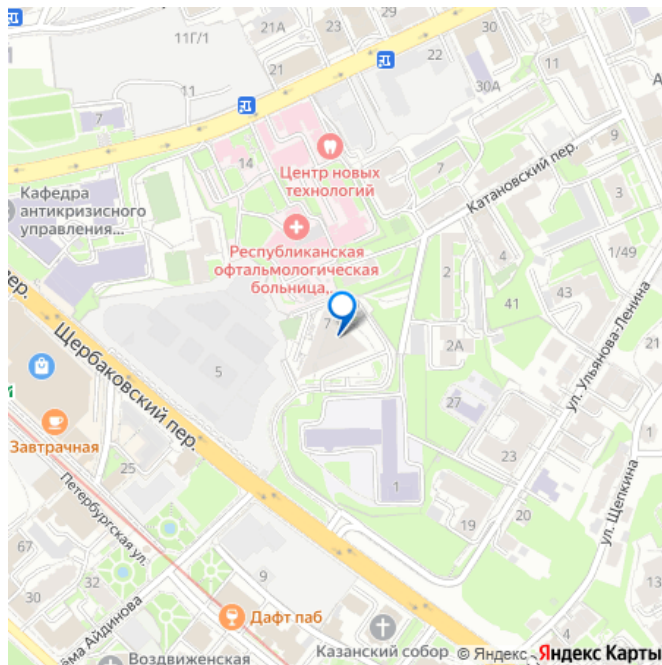 21А
23
29
11Г/1
21
22
30А
11
7
14
Центр новых
технологий
7
9
Катановский пер.
3
Кафедра
антикризисного
управления...
Республиканская
офтальмологическая
больница,...
1/49
2
41
43
пер.
7
2А
ул. Ульянова-Ленина
21
Щербаковский пер.
5
Завтрачная
25
27
23
1
1
Петербургская ул.
19
20
ул. Щепкина
67
30
32
9
Дафт паб
ёма Айдинова
Казанский собор
4
Воздвиженская
© Яндекс
Яндекс Карты